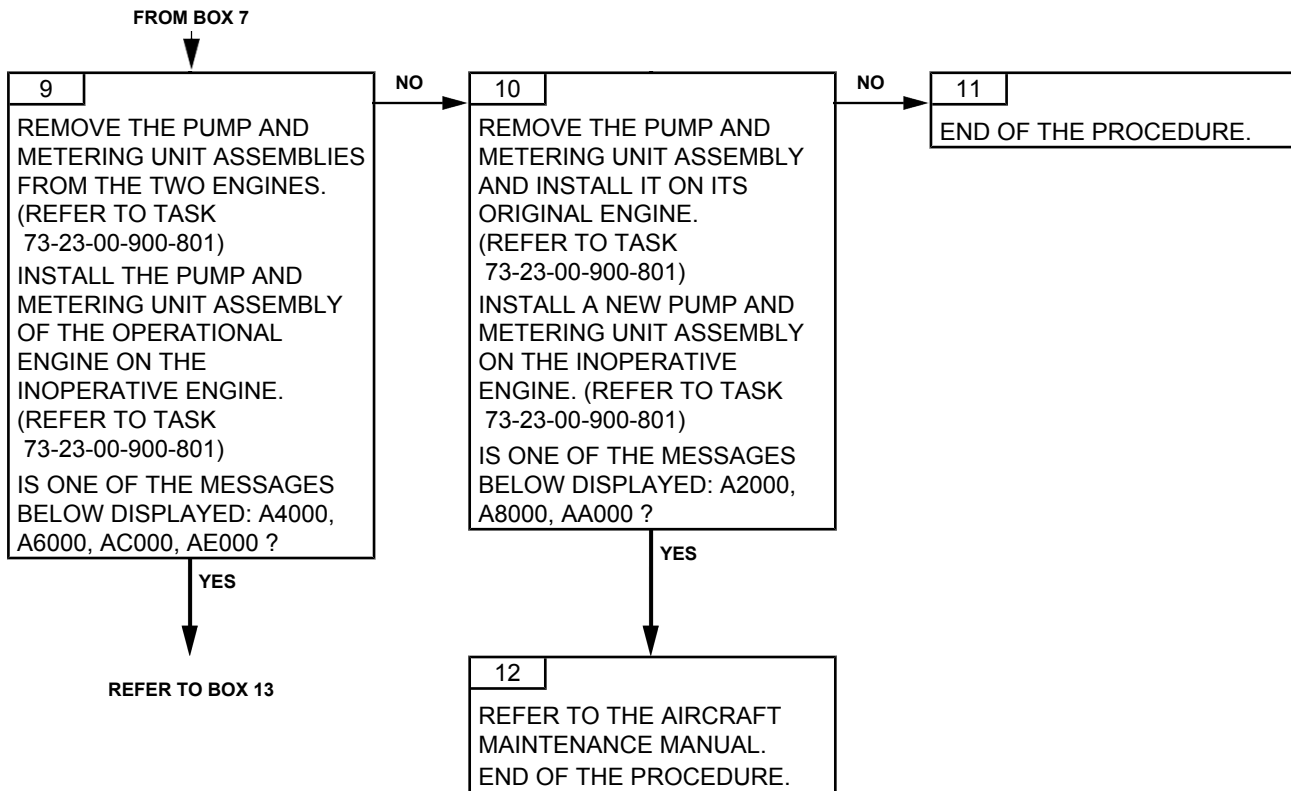 FROM BOX 7
9
REMOVE THE PUMP AND
METERING UNIT ASSEMBLIES
FROM THE TWO ENGINES.
(REFER TO TASK
73-23-00-900-801)
INSTALL THE PUMP AND
METERING UNIT ASSEMBLY
OF THE OPERATIONAL
ENGINE ON THE
INOPERATIVE ENGINE.
(REFER TO TASK
73-23-00-900-801)
IS ONE OF THE MESSAGES
BELOW DISPLAYED: A4000,
A6000, AC000, AE000 ?
YES
REFER TO BOX 13
NO
10
REMOVE THE PUMP AND
METERING UNIT ASSEMBLY
AND INSTALL IT ON ITS
ORIGINAL ENGINE.
(REFER TO TASK
73-23-00-900-801)
INSTALL A NEW PUMP AND
METERING UNIT ASSEMBLY
ON THE INOPERATIVE
ENGINE. (REFER TO TASK
73-23-00-900-801)
IS ONE OF THE MESSAGES
BELOW DISPLAYED: A2000,
A8000, AA000 ?
YES
NO
11
END OF THE PROCEDURE.
12
REFER TO THE AIRCRAFT
MAINTENANCE MANUAL.
END OF THE PROCEDURE.